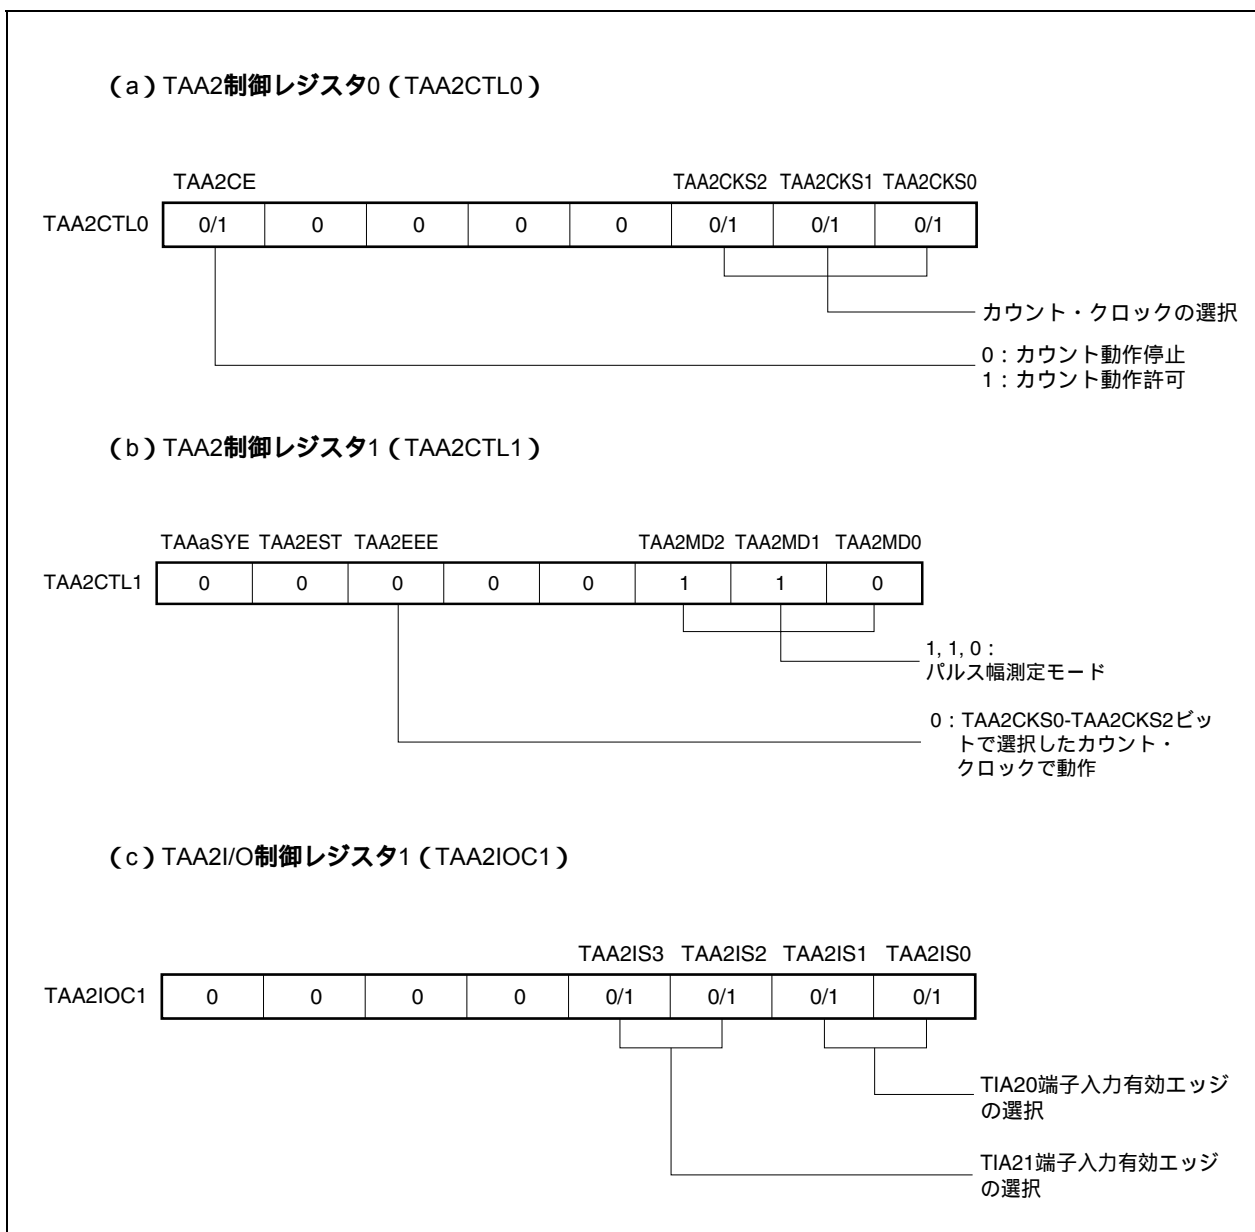 (a)TAA2制御レジスタ0(TAA2CTL0)
TAA2CE TAA2CKS2 TAA2CKS1 TAA2CKS0
TAA2CTL0 0/1 0 0 0 0 0/1 0/1 0/1
カウント・クロックの選択
0:カウント動作停止
1:カウント動作許可
(b)TAA2制御レジスタ1(TAA2CTL1)
TAAaSYE TAA2EST TAA2EEE TAA2MD2 TAA2MD1 TAA2MD0
TAA2CTL1 0 0 0 0 0 1 1 0
1, 1, 0:
パルス幅測定モード
0:TAA2CKS0-TAA2CKS2ビッ
トで選択したカウント・
クロックで動作
(c)TAA2I/O制御レジスタ1(TAA2IOC1)
TAA2IS3 TAA2IS2 TAA2IS1 TAA2IS0
TAA2IOC1 0 0 0 0 0/1 0/1 0/1 0/1
TIA20端子入力有効エッジ
の選択
TIA21端子入力有効エッジ
の選択